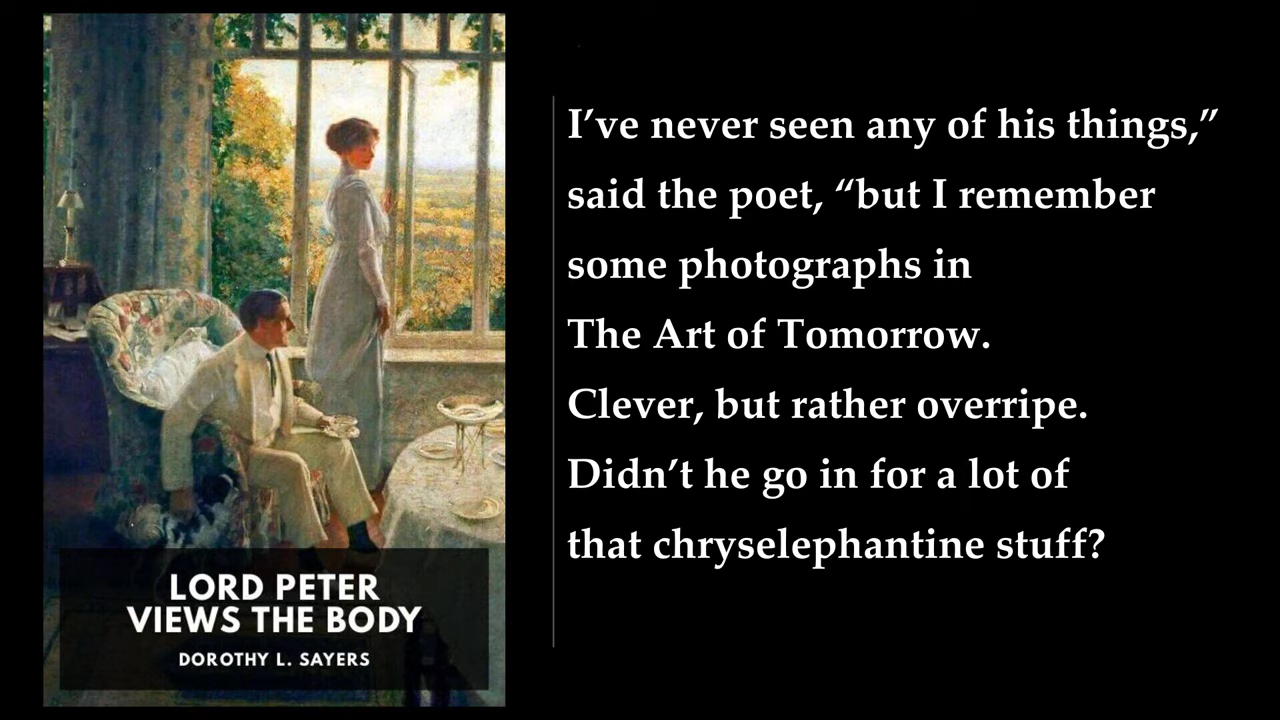 I’ve never seen any of his things,”
said the poet, “but I remember
some photographs in
The Art of Tomorrow.
Clever, but rather overripe.
Didn’t he go in for a lot of
that chryselephantine stuff?
LORD PETER
VIEWS THE BODY
DOROTHY L. SAYERS